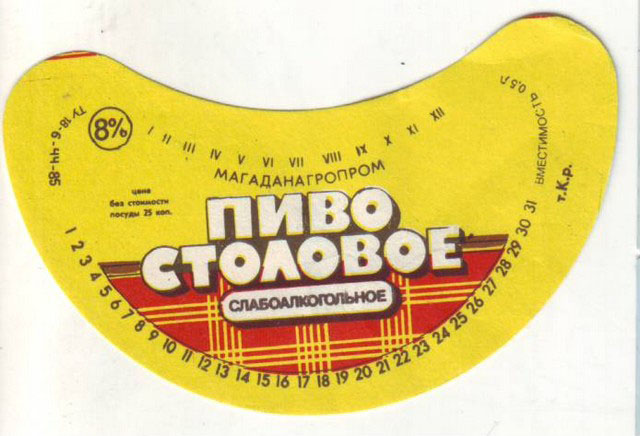 ТУ 18-6-44-85
8%
I II III IV V VI VII VIII IX X XI XII
ВМЕСТИМОСТЬ 0,5 л
т.К.р.
МАГАДАНАГРОПРОМ
цена
без стоимости
посуды 25 коп.
ПИВО
СТОЛОВОЕ
СЛАБОАЛКОГОЛЬНОЕ
1 2 3 4 5 6 7 8 9 10 11 12 13 14 15 16 17 18 19 20 21 22 23 24 25 26 27 28 29 30 31